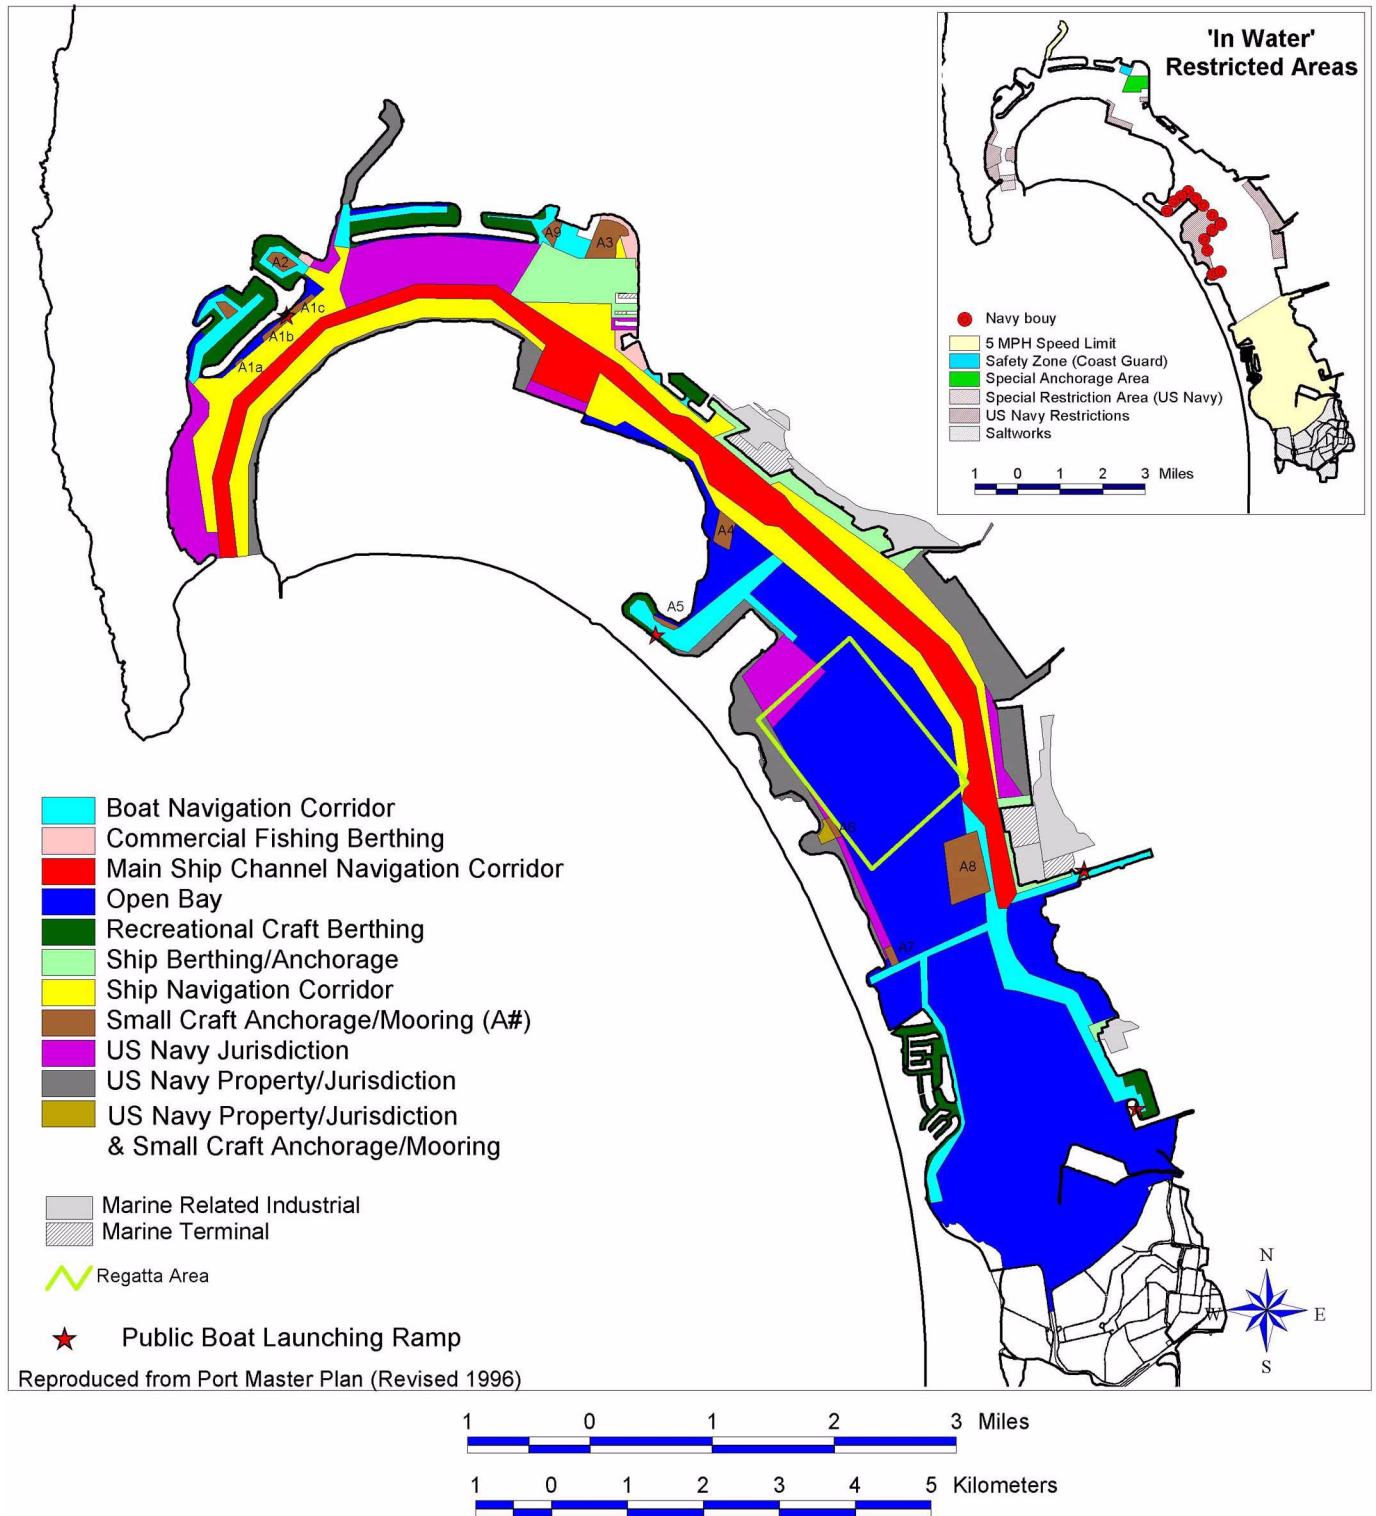 'In Water'
Restricted Areas
Navy bouy
5 MPH Speed Limit
Safety Zone (Coast Guard)
Special Anchorage Area
Special Restriction Area (US Navy)
US Navy Restrictions
Saltworks
1 0 1 2 3 Miles
A9
A3
A2
A1c
A1b
A1a
A4
A5
A6
A8
A7
Boat Navigation Corridor
Commercial Fishing Berthing
Main Ship Channel Navigation Corridor
Open Bay
Recreational Craft Berthing
Ship Berthing/Anchorage
Ship Navigation Corridor
Small Craft Anchorage/Mooring (A#)
US Navy Jurisdiction
US Navy Property/Jurisdiction
US Navy Property/Jurisdiction
& Small Craft Anchorage/Mooring
Marine Related Industrial
Marine Terminal
Regatta Area
Public Boat Launching Ramp
Reproduced from Port Master Plan (Revised 1996)
N
W E
S
1 0 1 2 3 Miles
1 0 1 2 3 4 5 Kilometers